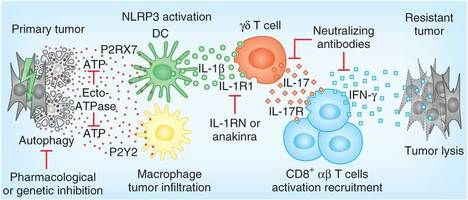 NLRP3 activation
Primary tumor
P2RX7
ATP
Ecto-
ATPase
ATP
Autophagy
Pharmacological
or genetic inhibition
DC
IL-1β
IL-1R1
P2Y2
Macrophage
tumor infiltration
IL-1RN or
anakinra
γδ T cell
IL-17
IL-17R
Neutralizing
antibodies
IFN-γ
CD8⁺ αβ T cells
activation recruitment
Resistant
tumor
Tumor lysis